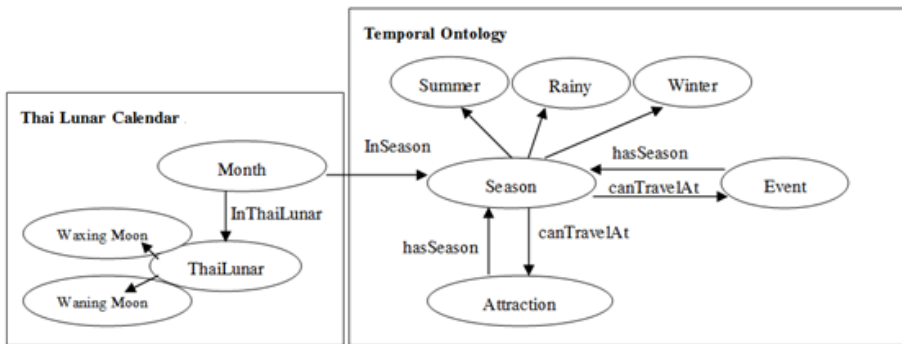 Temporal Ontology
Summer
Rainy
Winter
Thai Lunar Calendar
InSeason
hasSeason
Month
Season
canTravelAt
Event
InThaiLunar
Waxing Moon
canTravelAt
hasSeason
ThaiLunar
Waning Moon
Attraction